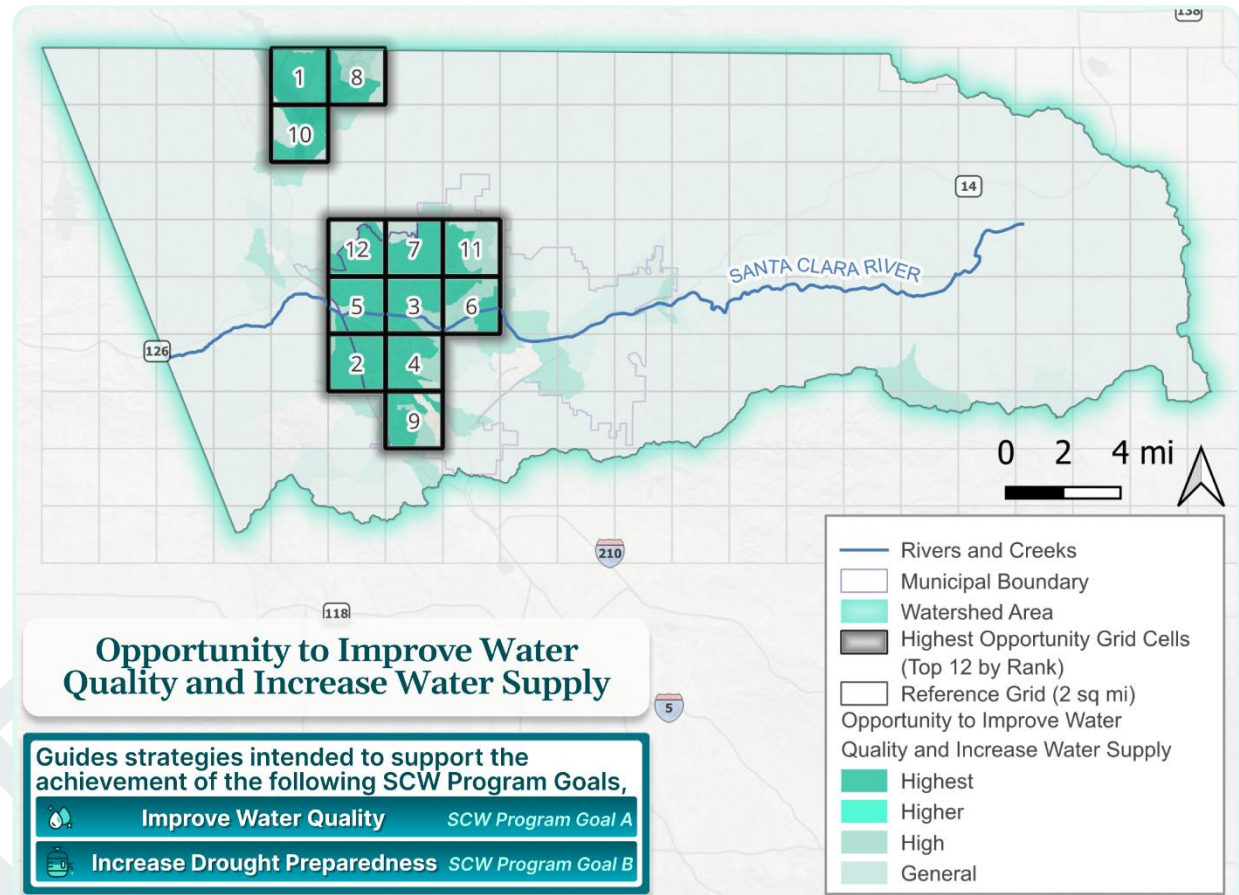 138
1
8
10
14
12
7
11
SANTA CLARA RIVER
5
3
6
126
2
4
9
0 2 4 mi
210
118
5
Rivers and Creeks
Municipal Boundary
Watershed Area
Highest Opportunity Grid Cells
(Top 12 by Rank)
Reference Grid (2 sq mi)
Opportunity to Improve Water
Quality and Increase Water Supply
Highest
Higher
High
General
Opportunity to Improve Water
Quality and Increase Water Supply
Guides strategies intended to support the
achievement of the following SCW Program Goals,
Improve Water Quality SCW Program Goal A
Increase Drought Preparedness SCW Program Goal B